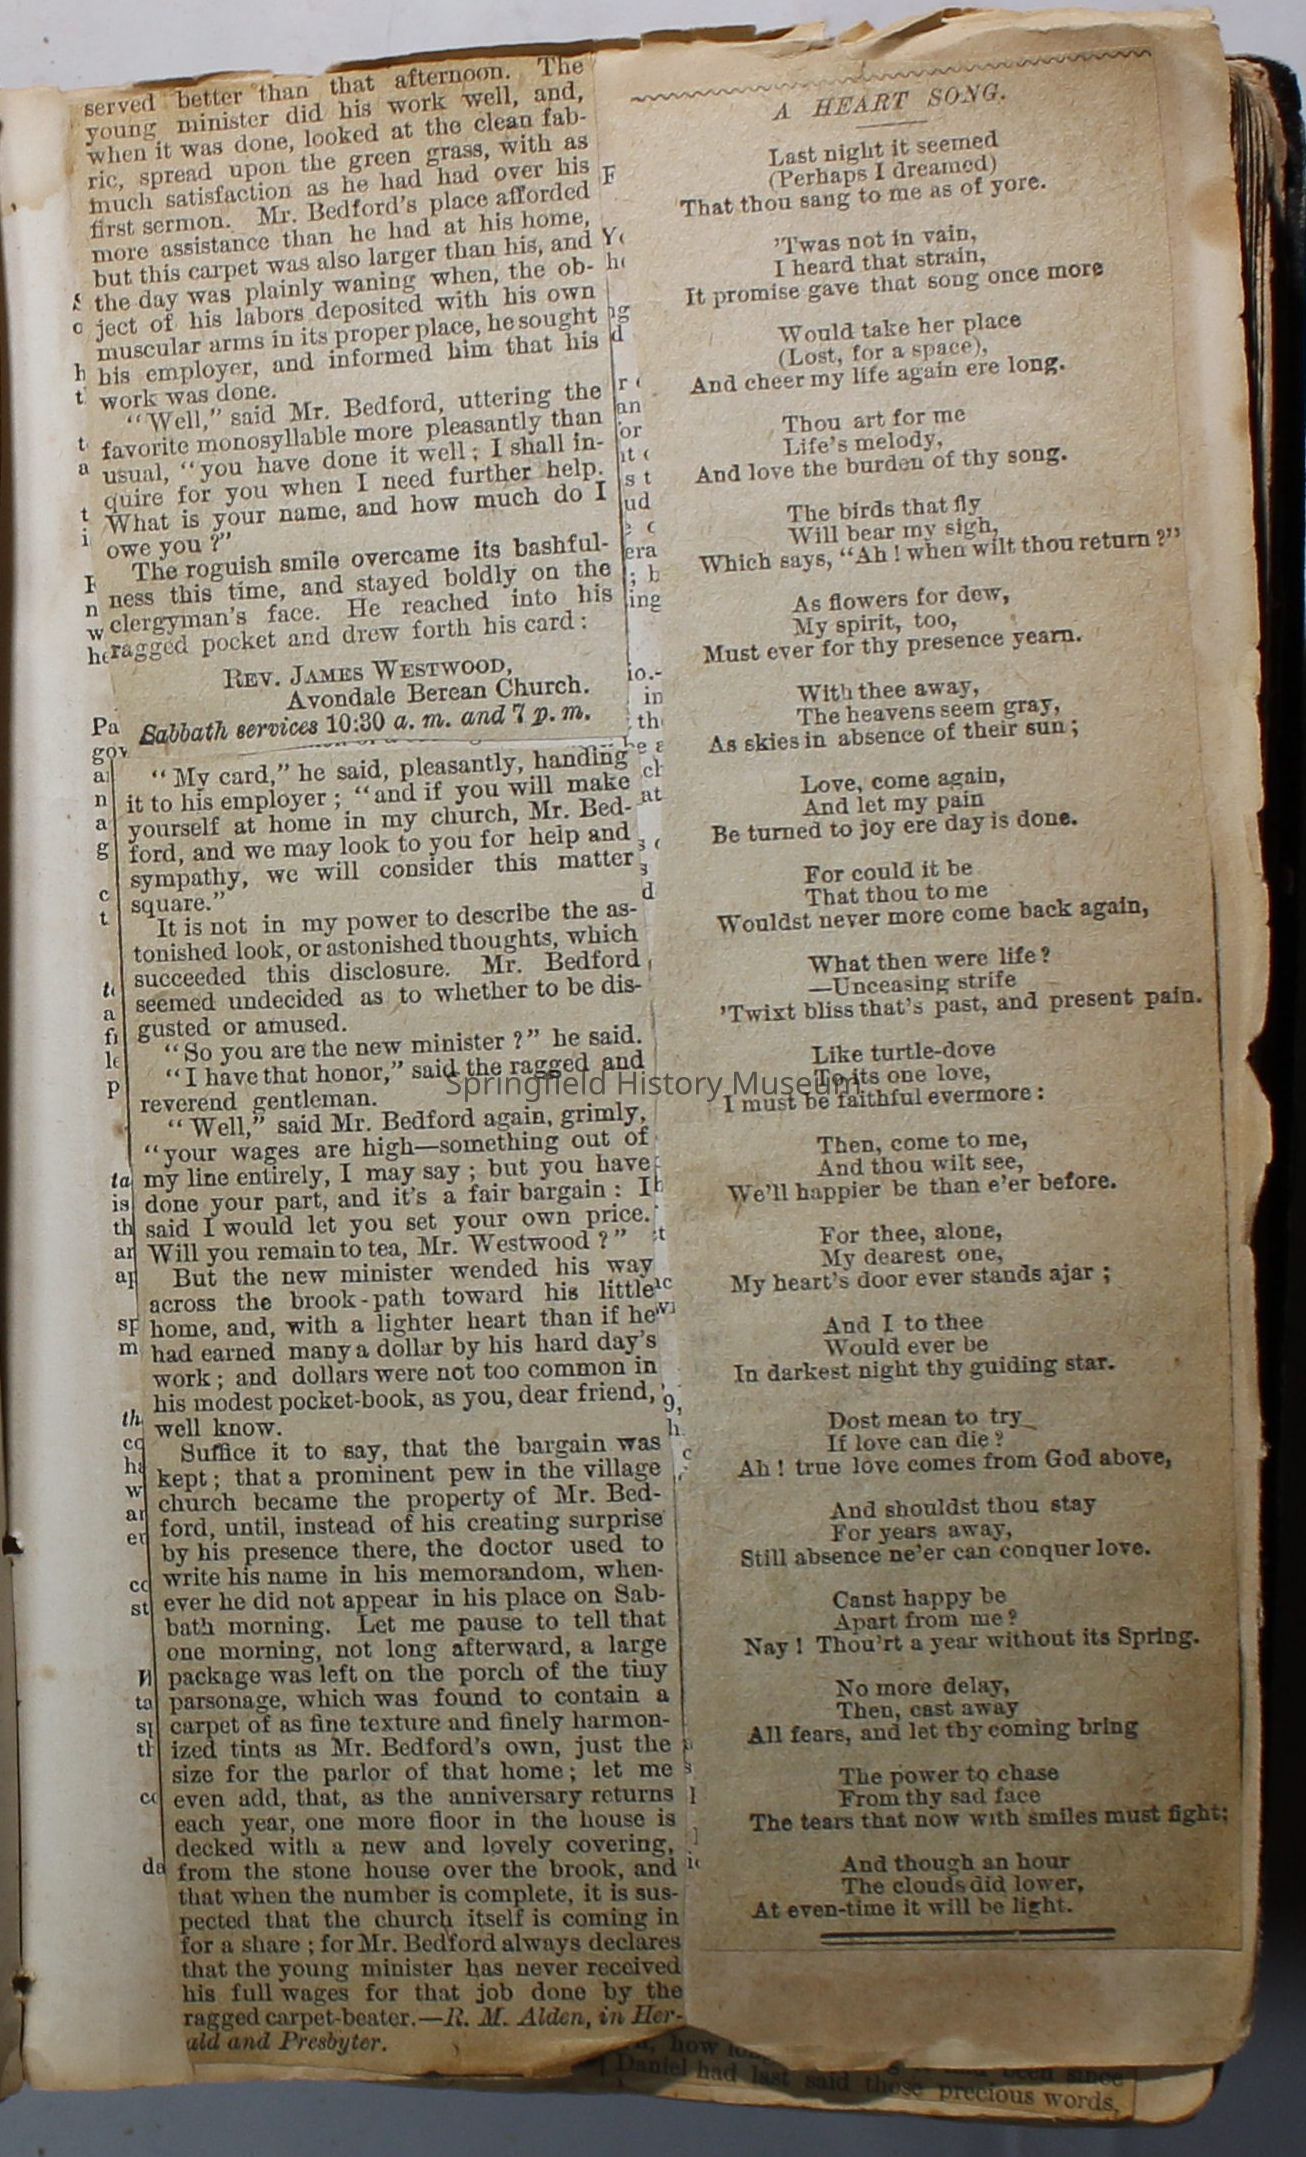 served better than that afternoon. The
young minister did his work well, and,
when it was done, looked at the clean fab-
ric, spread upon the green grass, with as
much satisfaction as he had had over his
first sermon. Mr. Bedford's place afforded
more assistance than he had at his home,
but this carpet was also larger than his, and
the day was plainly waning when, the ob-
ject of his labors deposited with his own
muscular arms in its proper place, he sought
his employer, and informed him that his
work was done.
"Well," said Mr. Bedford, uttering the
favorite monosyllable more pleasantly than
usual, "you have done it well; I shall in-
quire for you when I need further help.
What is your name, and how much do I
owe you?"
The roguish smile overcame its bashful-
ness this time, and stayed boldly on the
clergyman's face. He reached into his
ragged pocket and drew forth his card:
REV. JAMES WESTWOOD,
Avondale Berean Church.
Sabbath services 10:30 a. m. and 7 p. m.
"My card," he said, pleasantly, handing
it to his employer; "and if you will make
yourself at home in my church, Mr. Bed-
ford, and we may look to you for help and
sympathy, we will consider this matter
square."
It is not in my power to describe the as-
tonished look, or astonished thoughts, which
succeeded this disclosure. Mr. Bedford
seemed undecided as to whether to be dis-
gusted or amused.
"So you are the new minister?" he said.
"I have that honor," said the ragged and
reverend gentleman.
"Well," said Mr. Bedford again, grimly,
"your wages are high—something out of
my line entirely, I may say; but you have
done your part, and it's a fair bargain: I
said I would let you set your own price.
Will you remain to tea, Mr. Westwood?"
But the new minister wended his way
across the brook-path toward his little
home, and, with a lighter heart than if he
had earned many a dollar by his hard day's
work; and dollars were not too common in
his modest pocket-book, as you, dear friend,
well know.
Suffice it to say, that the bargain was
kept; that a prominent pew in the village
church became the property of Mr. Bed-
ford, until, instead of his creating surprise
by his presence there, the doctor used to
write his name in his memorandom, when-
ever he did not appear in his place on Sab-
bath morning. Let me pause to tell that
one morning, not long afterward, a large
package was left on the porch of the tiny
parsonage, which was found to contain a
carpet of as fine texture and finely harmon-
ized tints as Mr. Bedford's own, just the
size for the parlor of that home; let me
even add, that, as the anniversary returns
each year, one more floor in the house is
decked with a new and lovely covering,
from the stone house over the brook, and
that when the number is complete, it is sus-
pected that the church itself is coming in
for a share; for Mr. Bedford always declares
that the young minister has never received
his full wages for that job done by the
ragged carpet-beater.—R. M. Alden, in Her-
ald and Presbyter.
A HEART SONG.
Last night it seemed
(Perhaps I dreamed)
That thou sang to me as of yore.
'Twas not in vain,
I heard that strain,
It promise gave that song once more
Would take her place
(Lost, for a space),
And cheer my life again ere long.
Thou art for me
Life's melody,
And love the burden of thy song.
The birds that fly
Will bear my sigh,
Which says, "Ah! when wilt thou return?"
As flowers for dew,
My spirit, too,
Must ever for thy presence yearn.
With thee away,
The heavens seem gray,
As skies in absence of their sun;
Love, come again,
And let my pain
Be turned to joy ere day is done.
For could it be
That thou to me
Wouldst never more come back again,
What then were life?
—Unceasing strife
'Twixt bliss that's past, and present pain.
Like turtle-dove
To its one love,
I must be faithful evermore:
Then, come to me,
And thou wilt see,
We'll happier be than e'er before.
For thee, alone,
My dearest one,
My heart's door ever stands ajar;
And I to thee
Would ever be
In darkest night thy guiding star.
Dost mean to try
If love can die?
Ah! true love comes from God above,
And shouldst thou stay
For years away,
Still absence ne'er can conquer love.
Canst happy be
Apart from me?
Nay! Thou'rt a year without its Spring.
No more delay,
Then, cast away
All fears, and let thy coming bring
The power to chase
From thy sad face
The tears that now with smiles must fight;
And though an hour
The clouds did lower,
At even-time it will be light.
Springfield History Museum
how
been since
Daniel had last said these precious words,